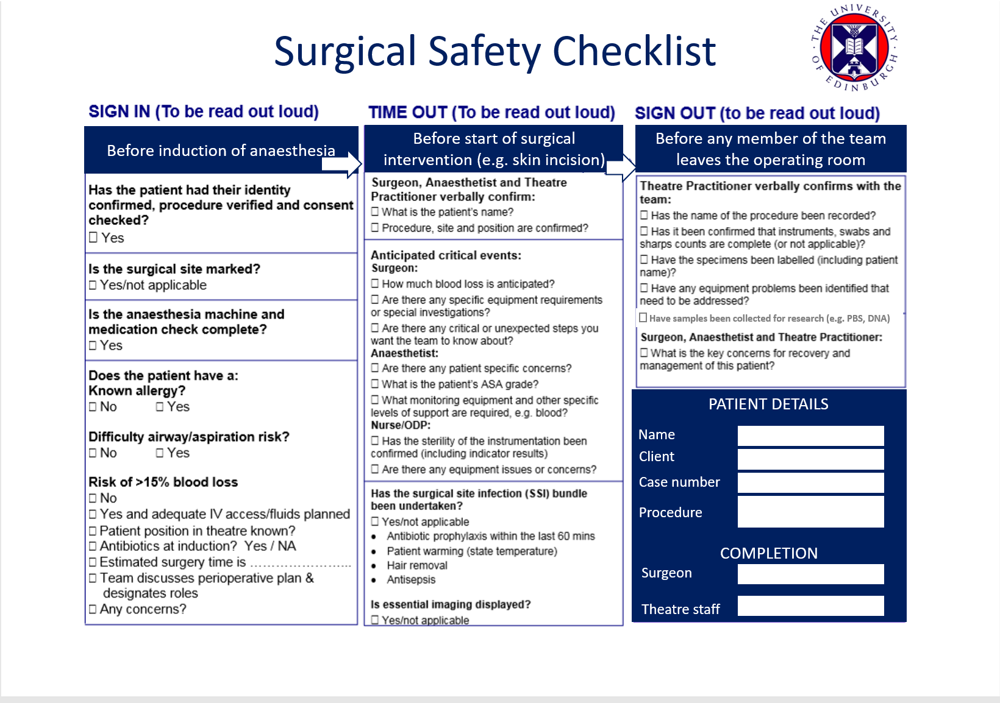 Surgical Safety Checklist
THE UNIVERSITY OF EDINBURGH
SIGN IN (To be read out loud)
Before induction of anaesthesia
Has the patient had their identity
confirmed, procedure verified and consent
checked?
☐ Yes
Is the surgical site marked?
☐ Yes/not applicable
Is the anaesthesia machine and
medication check complete?
☐ Yes
Does the patient have a:
Known allergy?
☐ No ☐ Yes
Difficulty airway/aspiration risk?
☐ No ☐ Yes
Risk of >15% blood loss
☐ No
☐ Yes and adequate IV access/fluids planned
☐ Patient position in theatre known?
☐ Antibiotics at induction? Yes / NA
☐ Estimated surgery time is …………………...
☐ Team discusses perioperative plan &
designates roles
☐ Any concerns?
TIME OUT (To be read out loud)
Before start of surgical
intervention (e.g. skin incision)
Surgeon, Anaesthetist and Theatre
Practitioner verbally confirm:
☐ What is the patient's name?
☐ Procedure, site and position are confirmed?
Anticipated critical events:
Surgeon:
☐ How much blood loss is anticipated?
☐ Are there any specific equipment requirements
or special investigations?
☐ Are there any critical or unexpected steps you
want the team to know about?
Anaesthetist:
☐ Are there any patient specific concerns?
☐ What is the patient's ASA grade?
☐ What monitoring equipment and other specific
levels of support are required, e.g. blood?
Nurse/ODP:
☐ Has the sterility of the instrumentation been
confirmed (including indicator results)
☐ Are there any equipment issues or concerns?
Has the surgical site infection (SSI) bundle
been undertaken?
☐ Yes/not applicable
• Antibiotic prophylaxis within the last 60 mins
• Patient warming (state temperature)
• Hair removal
• Antisepsis
Is essential imaging displayed?
☐ Yes/not applicable
SIGN OUT (to be read out loud)
Before any member of the team
leaves the operating room
Theatre Practitioner verbally confirms with the
team:
☐ Has the name of the procedure been recorded?
☐ Has it been confirmed that instruments, swabs and
sharps counts are complete (or not applicable)?
☐ Have the specimens been labelled (including patient
name)?
☐ Have any equipment problems been identified that
need to be addressed?
☐ Have samples been collected for research (e.g. PBS, DNA)
Surgeon, Anaesthetist and Theatre Practitioner:
☐ What is the key concerns for recovery and
management of this patient?
PATIENT DETAILS
Name
Client
Case number
Procedure
COMPLETION
Surgeon
Theatre staff